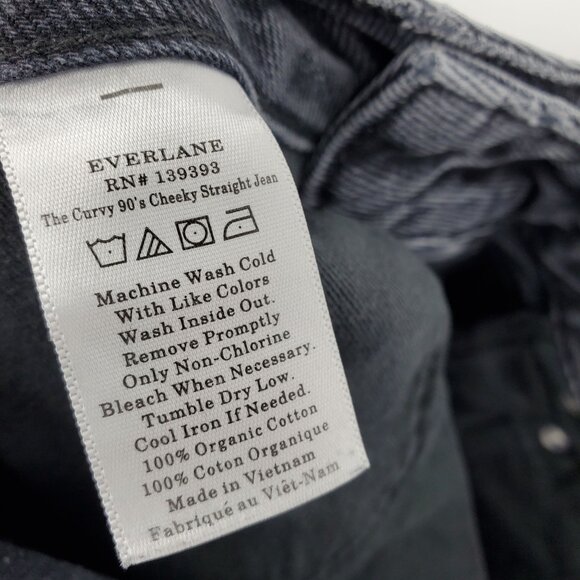 EVERLANE
RN# 139393
The Curvy 90's Cheeky Straight Jean
Machine Wash Cold
With Like Colors
Wash Inside Out.
Remove Promptly
Only Non-Chlorine
Bleach When Necessary.
Tumble Dry Low.
Cool Iron If Needed.
100% Organic Cotton
100% Coton Organique
Made in Vietnam
Fabriqué au Viêt-Nam